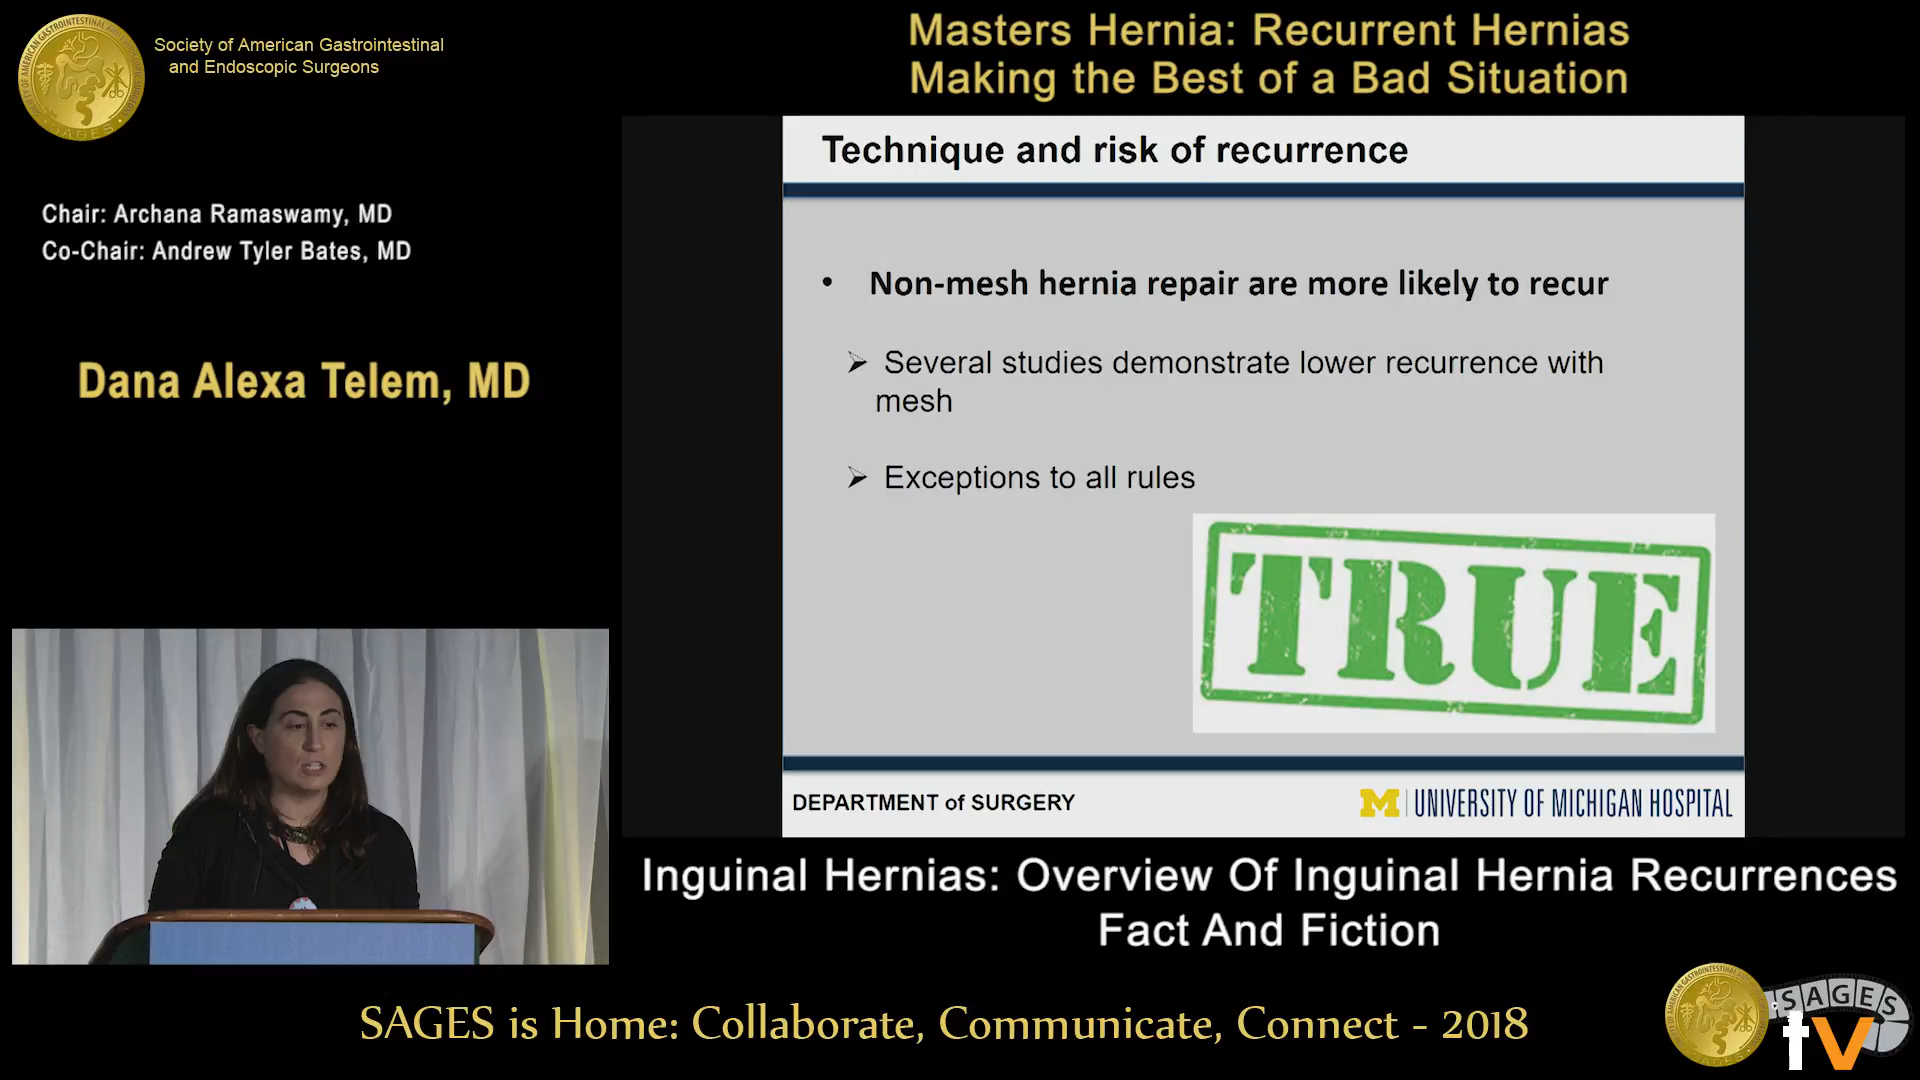 Society of American Gastrointestinal
and Endoscopic Surgeons
Masters Hernia: Recurrent Hernias
Making the Best of a Bad Situation
Chair: Archana Ramaswamy, MD
Co-Chair: Andrew Tyler Bates, MD
Dana Alexa Telem, MD
Technique and risk of recurrence
• Non-mesh hernia repair are more likely to recur
➢ Several studies demonstrate lower recurrence with
mesh
➢ Exceptions to all rules
TRUE
DEPARTMENT of SURGERY
M | UNIVERSITY OF MICHIGAN HOSPITAL
Inguinal Hernias: Overview Of Inguinal Hernia Recurrences
Fact And Fiction
SAGES is Home: Collaborate, Communicate, Connect - 2018
SAGES
tv